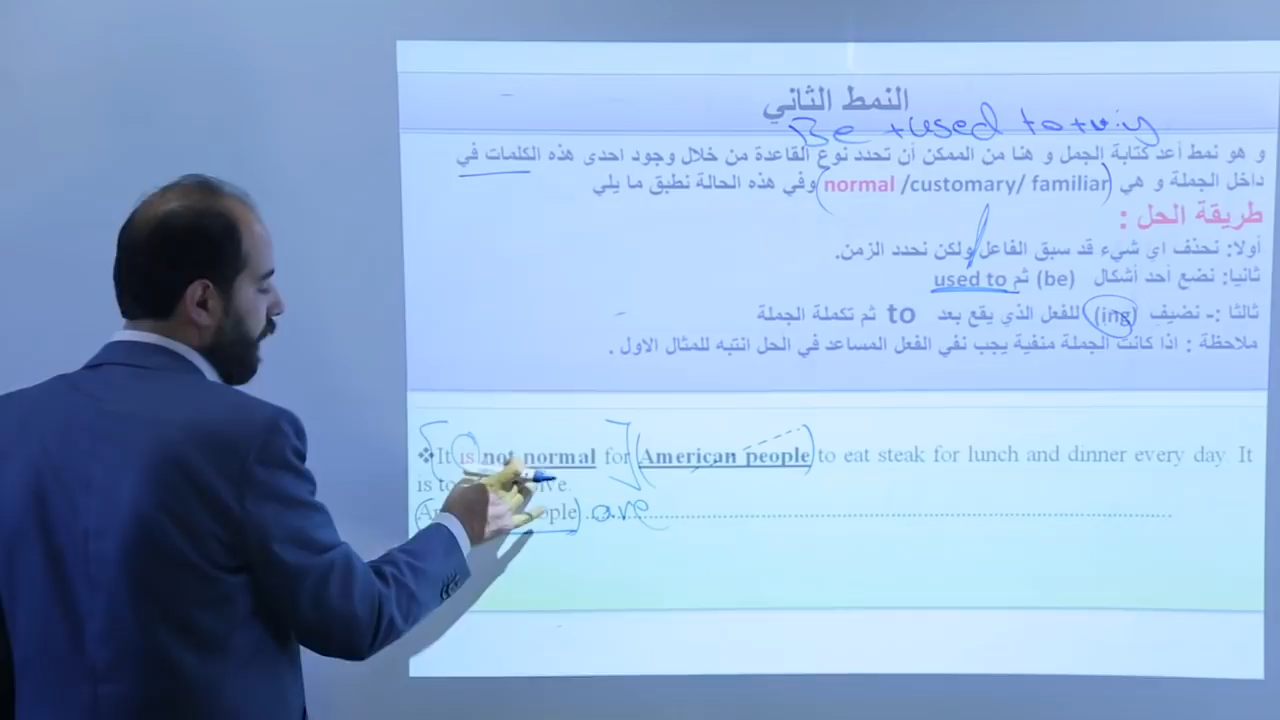 النمط الثاني
Be + used to + v.ing
و هو نمط أعد كتابة الجمل و هنا من الممكن أن تحدد نوع القاعدة من خلال وجود احدى هذه الكلمات في
داخل الجملة و هي (normal /customary/ familiar) وفي هذه الحالة نطبق ما يلي
طريقة الحل :
أولا: نحذف اي شيء قد سبق الفاعل ولكن نحدد الزمن.
ثانيا: نضع أحد أشكال (be) ثم used to
ثالثا :- نضيف (ing) للفعل الذي يقع بعد to ثم تكملة الجملة
ملاحظة : اذا كانت الجملة منفية يجب نفي الفعل المساعد في الحل انتبه للمثال الاول .
❖It is not normal for American people to eat steak for lunch and dinner every day. It
is
are